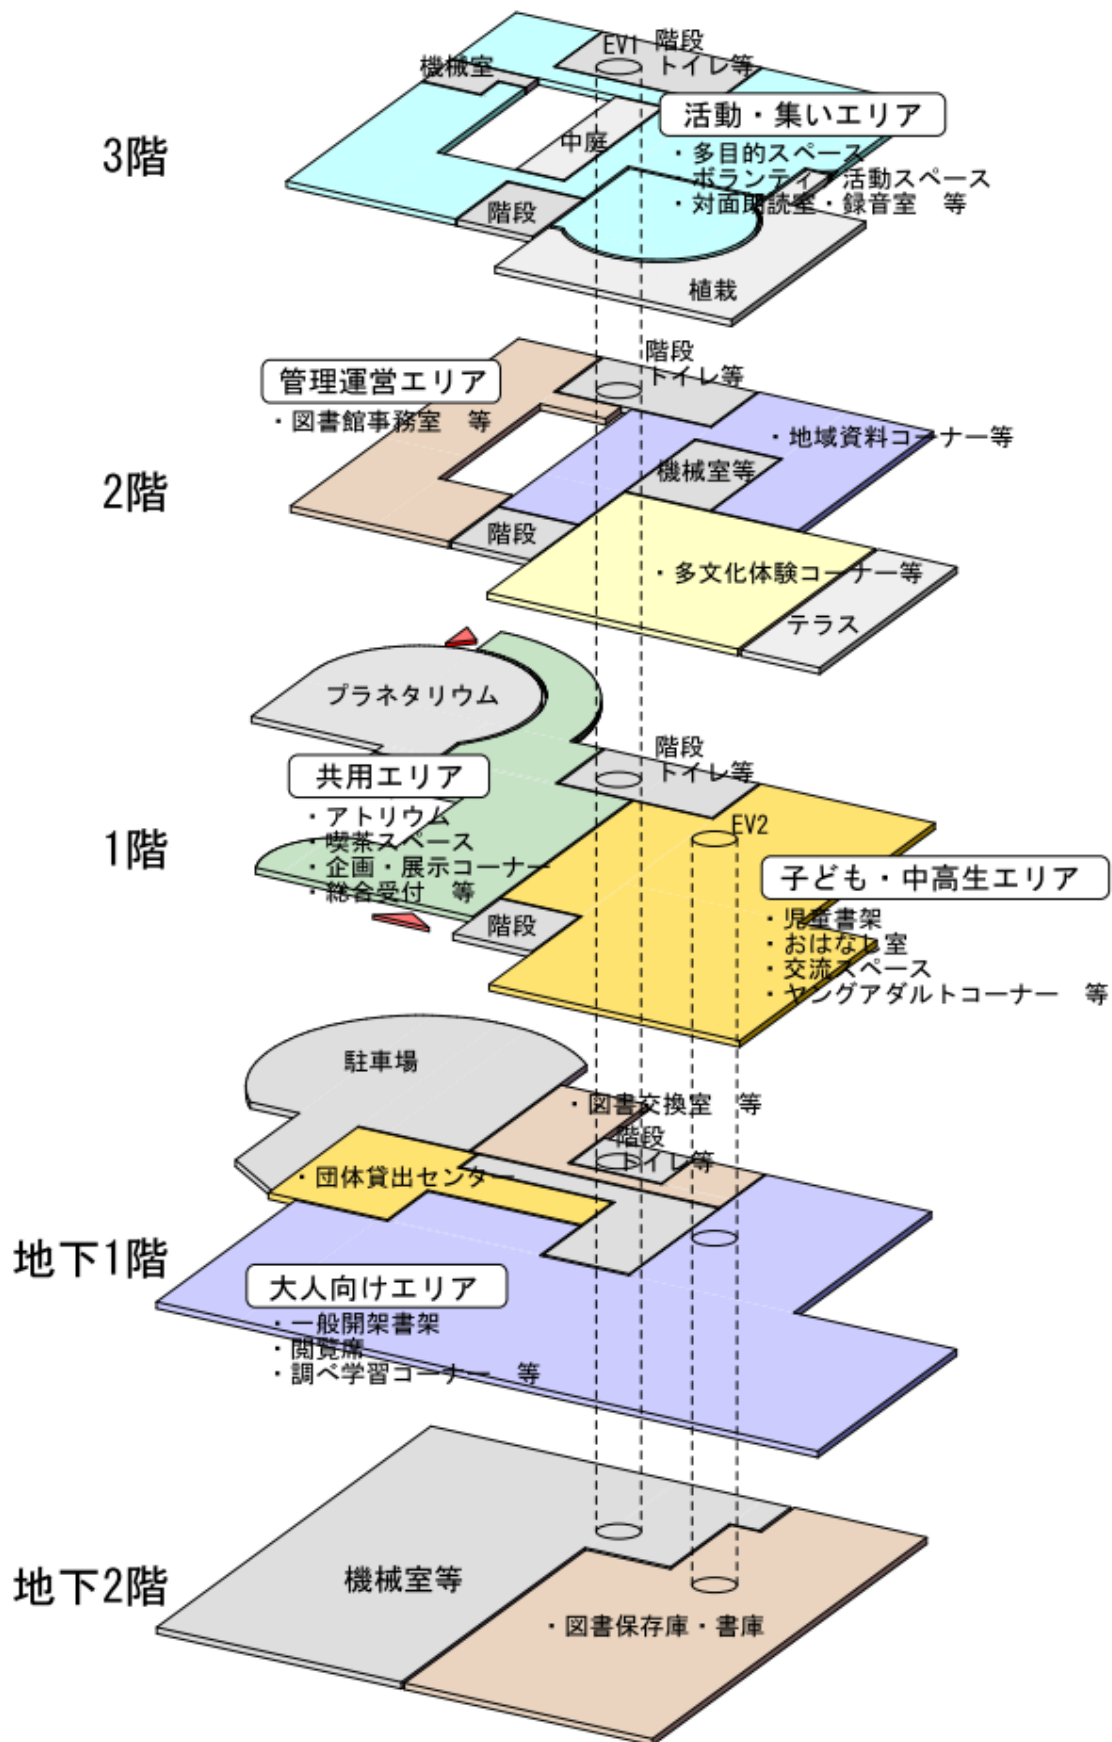 3階
機械室
EV1
階段
トイレ等
中庭
活動・集いエリア
・多目的スペース
・ボランティア活動スペース
・対面朗読室・録音室　等
階段
植栽
2階
管理運営エリア
・図書館事務室　等
階段
トイレ等
・地域資料コーナー等
機械室等
階段
・多文化体験コーナー等
テラス
1階
プラネタリウム
共用エリア
・アトリウム
・喫茶スペース
・企画・展示コーナー
・総合受付　等
階段
トイレ等
EV2
子ども・中高生エリア
・児童書架
・おはなし室
・交流スペース
・ヤングアダルトコーナー　等
階段
地下1階
駐車場
・図書交換室　等
階段
トイレ等
・団体貸出センター
大人向けエリア
・一般開架書架
・閲覧席
・調べ学習コーナー　等
地下2階
機械室等
・図書保存庫・書庫